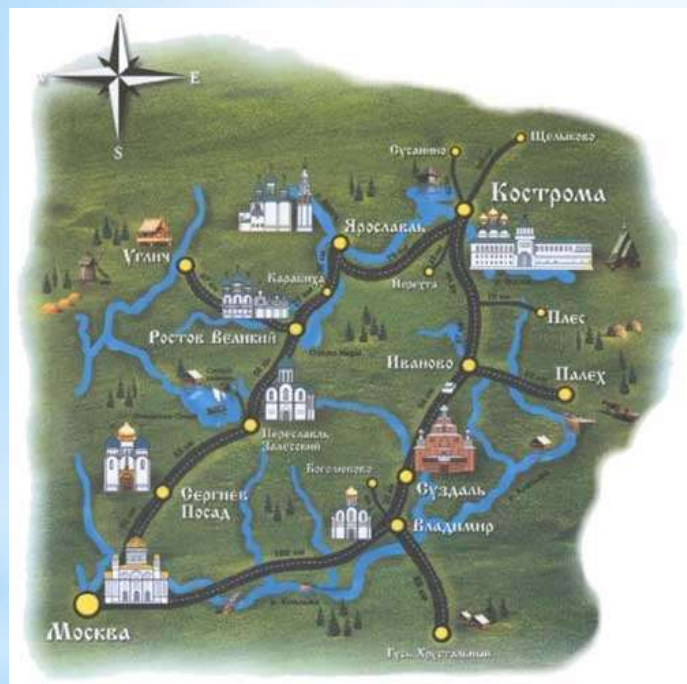 E
S
Щелыково
Сусанино
Кострома
Ярославль
Углич
Карабиха
Нерехта
Плес
Ростов Великий
Иваново
Палех
Переславль
Залесский
Боголюбово
Суздаль
Сергиев
Посад
Владимир
Москва
Гусь Хрустальный